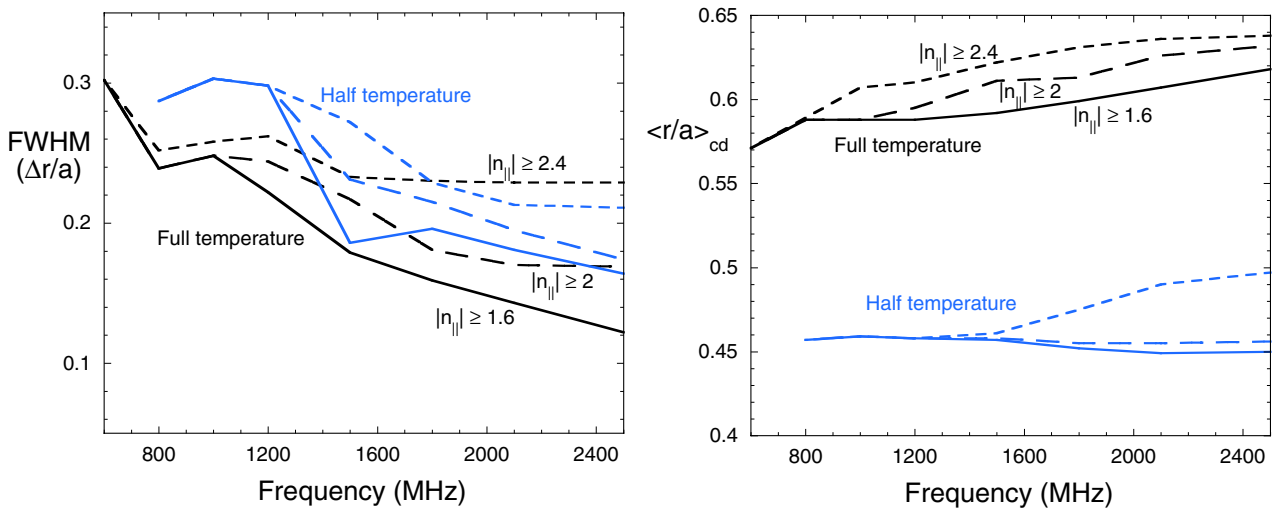 0.3
0.2
0.1
FWHM
(Δr/a)
Half temperature
|n||| ≥ 2.4
Full temperature
|n||| ≥ 2
|n||| ≥ 1.6
800 1200 1600 2000 2400
Frequency (MHz)
0.65
0.6
0.55
0.5
0.45
0.4
<r/a>cd
|n||| ≥ 2.4
|n||| ≥ 2
|n||| ≥ 1.6
Full temperature
Half temperature
800 1200 1600 2000 2400
Frequency (MHz)